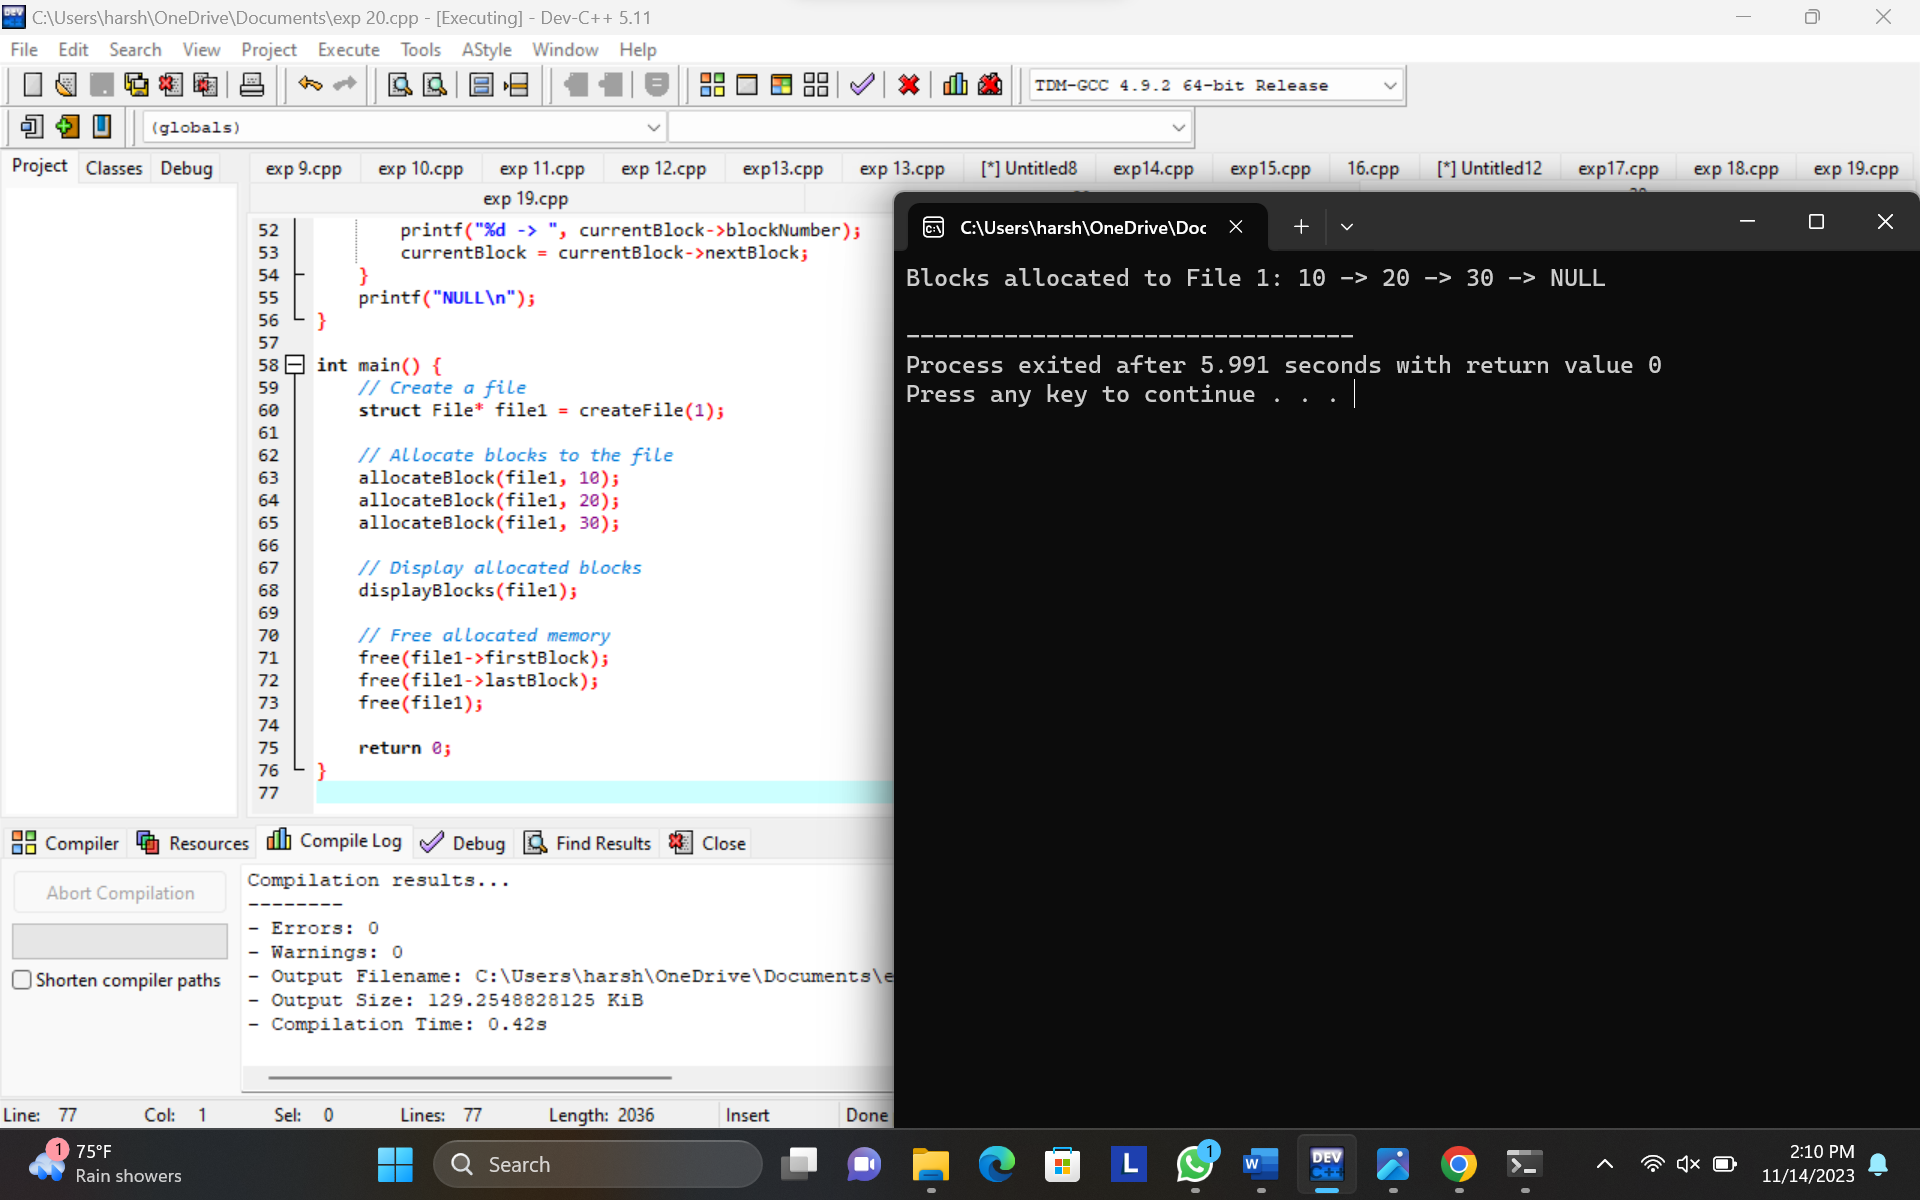 C:\Users\harsh\OneDrive\Documents\exp 20.cpp - [Executing] - Dev-C++ 5.11
File Edit Search View Project Execute Tools AStyle Window Help
TDM-GCC 4.9.2 64-bit Release
(globals)
Project Classes Debug
exp 9.cpp exp 10.cpp exp 11.cpp exp 12.cpp exp13.cpp exp 13.cpp [*] Untitled8 exp14.cpp exp15.cpp 16.cpp [*] Untitled12 exp17.cpp exp 18.cpp exp 19.cpp
exp 19.cpp
52 printf("%d -> ", currentBlock->blockNumber);
53 currentBlock = currentBlock->nextBlock;
54 }
55 printf("NULL\n");
56 }
57
58 int main() {
59 // Create a file
60 struct File* file1 = createFile(1);
61
62 // Allocate blocks to the file
63 allocateBlock(file1, 10);
64 allocateBlock(file1, 20);
65 allocateBlock(file1, 30);
66
67 // Display allocated blocks
68 displayBlocks(file1);
69
70 // Free allocated memory
71 free(file1->firstBlock);
72 free(file1->lastBlock);
73 free(file1);
74
75 return 0;
76 }
77
C:\Users\harsh\OneDrive\Doc
Blocks allocated to File 1: 10 -> 20 -> 30 -> NULL
--------------------------------
Process exited after 5.991 seconds with return value 0
Press any key to continue . . .
Compiler Resources Compile Log Debug Find Results Close
Abort Compilation
Shorten compiler paths
Compilation results...
--------
- Errors: 0
- Warnings: 0
- Output Filename: C:\Users\harsh\OneDrive\Documents\e
- Output Size: 129.2548828125 KiB
- Compilation Time: 0.42s
Line: 77 Col: 1 Sel: 0 Lines: 77 Length: 2036 Insert Done
1
75°F
Rain showers
Search
L
1
W
DEV C++
2:10 PM
11/14/2023